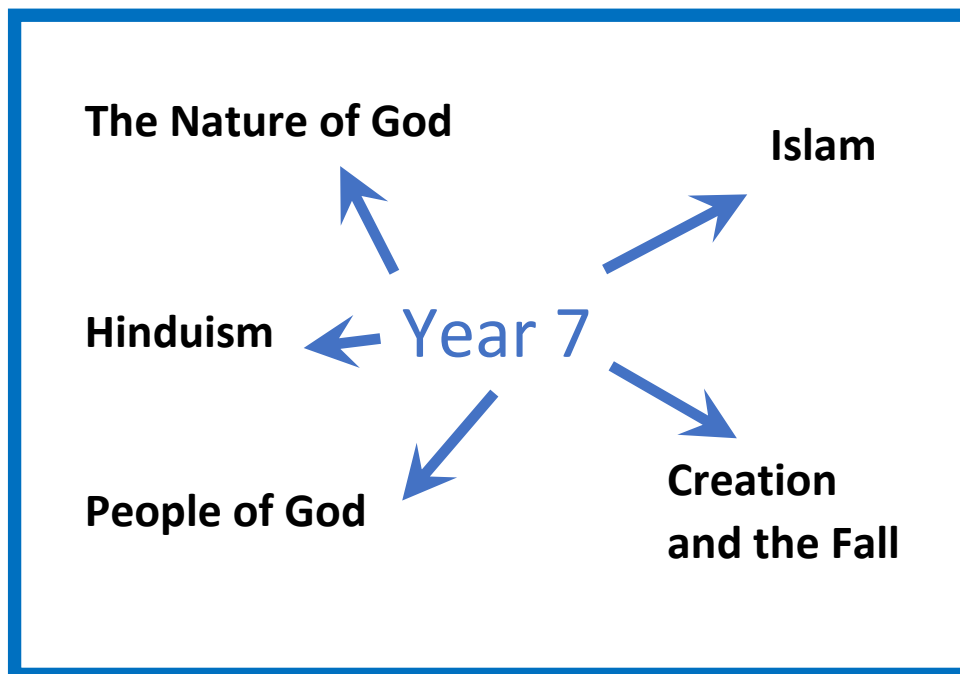 The Nature of God
Islam
Hinduism
Year 7
People of God
Creation
and the Fall